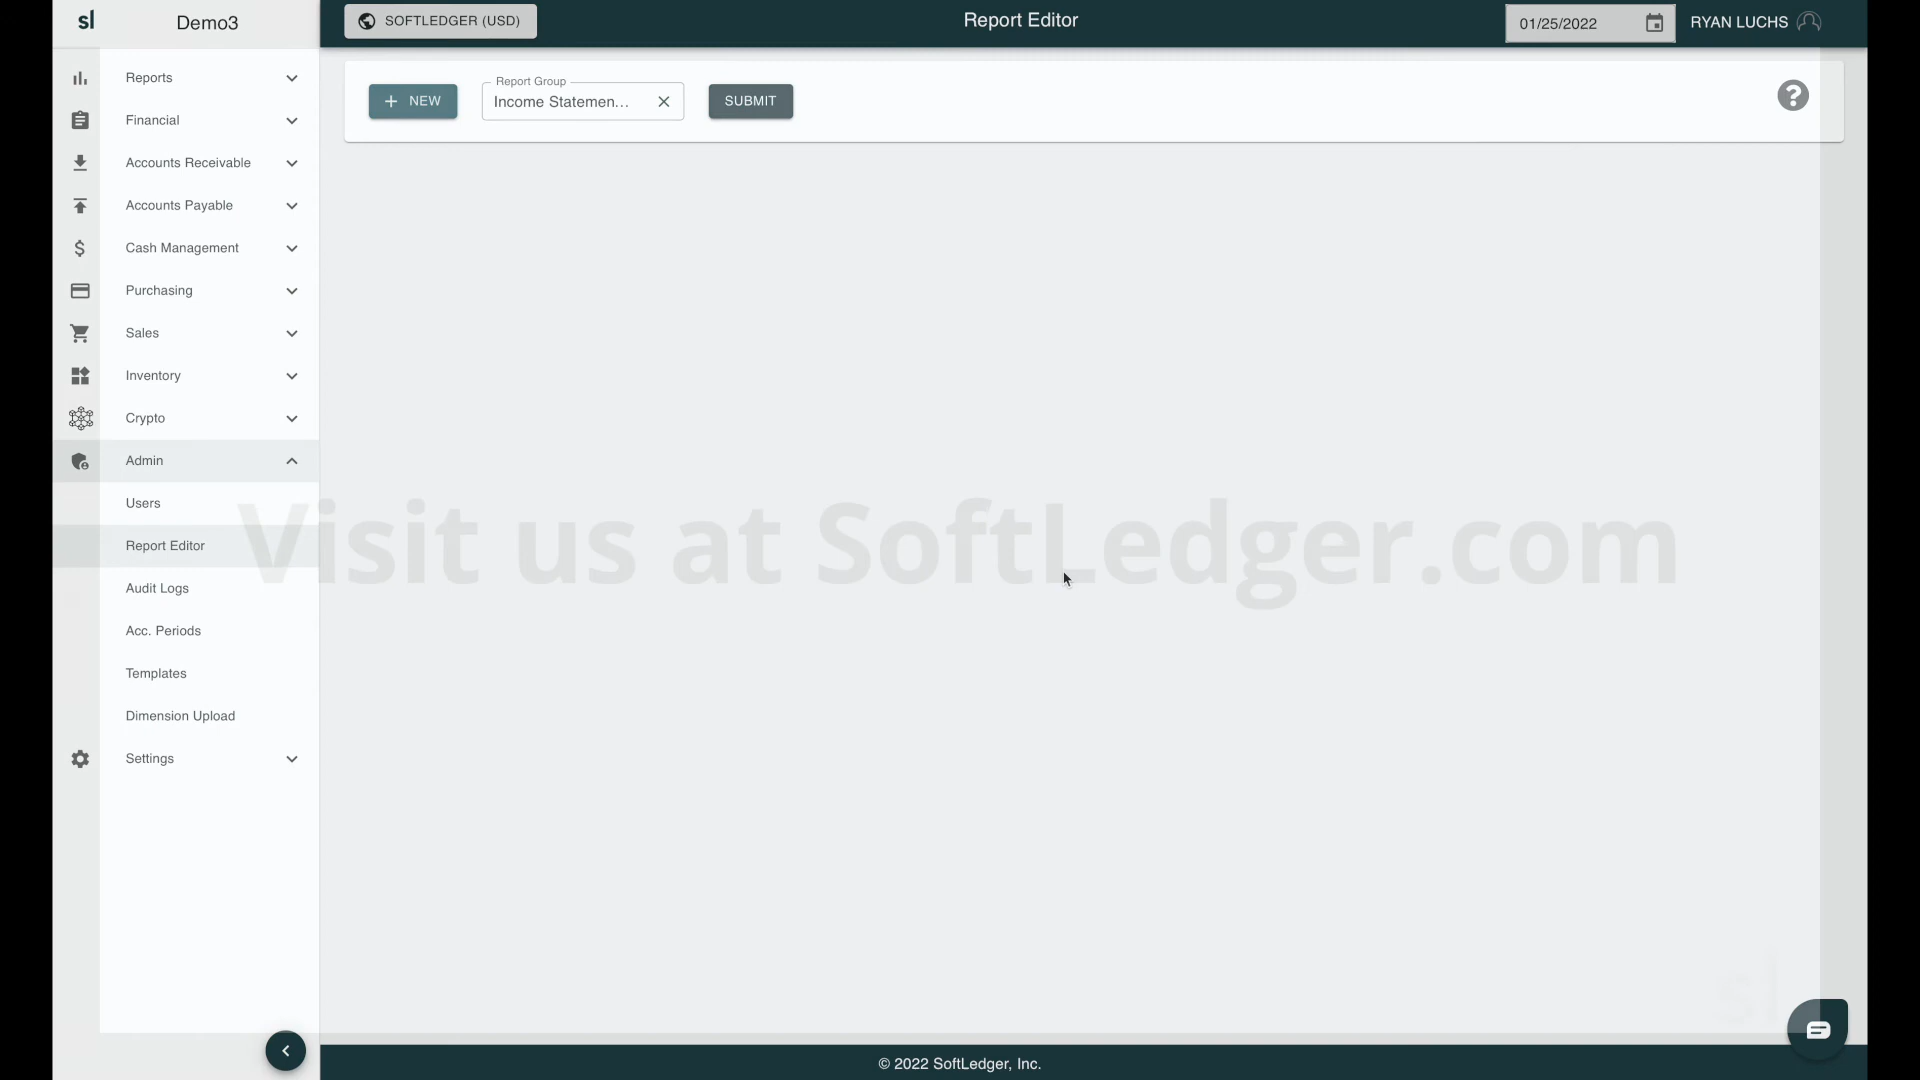 sl
Demo3
SOFTLEDGER (USD)
Report Editor
01/25/2022
RYAN LUCHS
Reports
Financial
Accounts Receivable
Accounts Payable
Cash Management
Purchasing
Sales
Inventory
Crypto
Admin
Users
Report Editor
Audit Logs
Acc. Periods
Templates
Dimension Upload
Settings
+ NEW
Report Group
Income Statemen...
SUBMIT
?
Visit us at SoftLedger.com
sl
© 2022 SoftLedger, Inc.